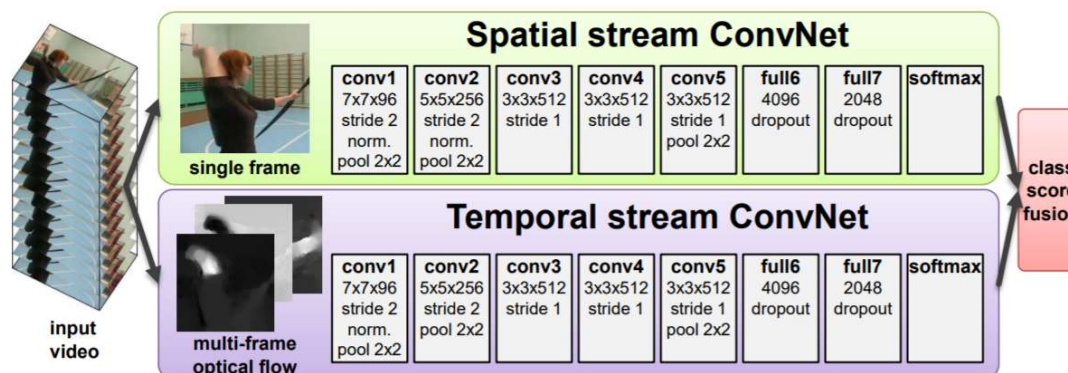 Spatial stream ConvNet
single frame
conv1
7x7x96
stride 2
norm.
pool 2x2
conv2
5x5x256
stride 2
norm.
pool 2x2
conv3
3x3x512
stride 1
conv4
3x3x512
stride 1
conv5
3x3x512
stride 1
pool 2x2
full6
4096
dropout
full7
2048
dropout
softmax
input
video
Temporal stream ConvNet
multi-frame
optical flow
conv1
7x7x96
stride 2
norm.
pool 2x2
conv2
5x5x256
stride 2
pool 2x2
conv3
3x3x512
stride 1
conv4
3x3x512
stride 1
conv5
3x3x512
stride 1
pool 2x2
full6
4096
dropout
full7
2048
dropout
softmax
class
score
fusion